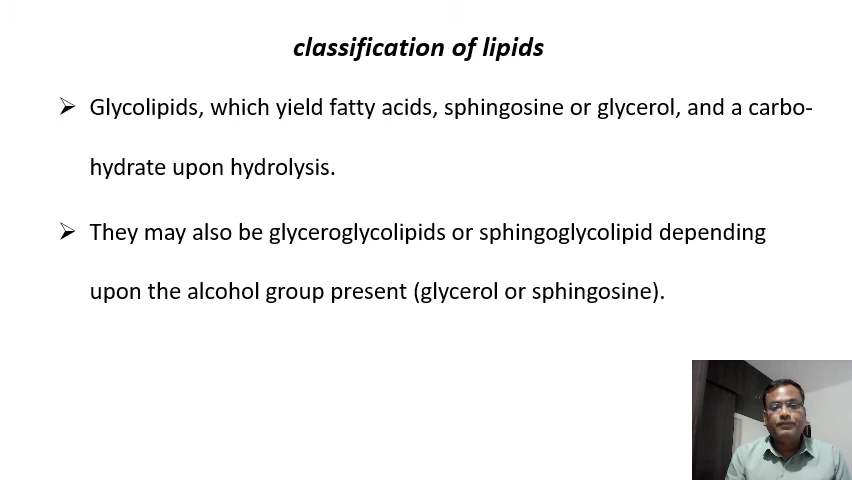 classification of lipids
➢ Glycolipids, which yield fatty acids, sphingosine or glycerol, and a carbo-
hydrate upon hydrolysis.
➢ They may also be glyceroglycolipids or sphingoglycolipid depending
upon the alcohol group present (glycerol or sphingosine).